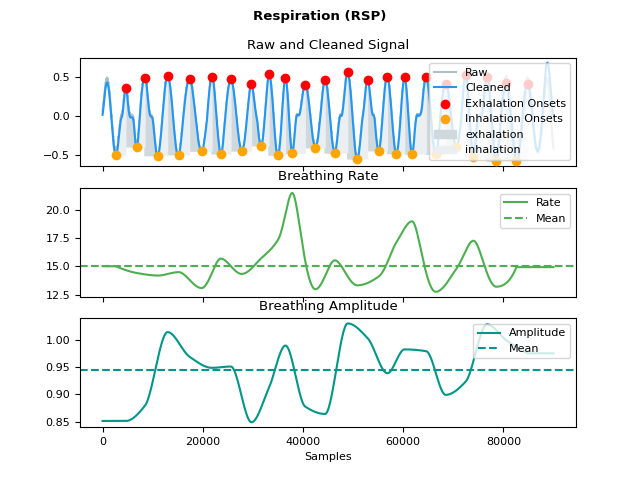 Respiration (RSP)
Raw and Cleaned Signal
0.5
0.0
−0.5
Raw
Cleaned
Exhalation Onsets
Inhalation Onsets
exhalation
inhalation
Breathing Rate
20.0
17.5
15.0
12.5
Rate
Mean
Breathing Amplitude
1.00
0.95
0.90
0.85
Amplitude
Mean
0 20000 40000 60000 80000
Samples